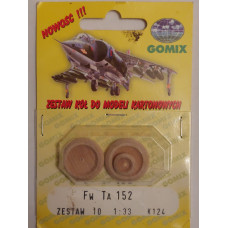 NOWOŚĆ !!!
GOMIX
ZESTAW KÓŁ DO MODELI KARTONOWYCH
FW TA 152
ZESTAW 10 1:33 #124